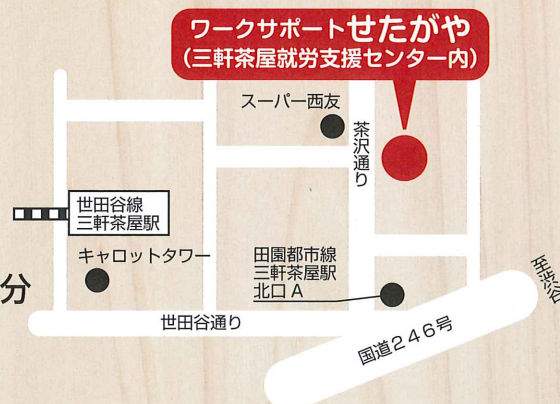 ワークサポートせたがや
(三軒茶屋就労支援センター内)
スーパー西友
茶沢通り
世田谷線
三軒茶屋駅
キャロットタワー
田園都市線
三軒茶屋駅
北口 A
分
世田谷通り
国道246号
至渋谷